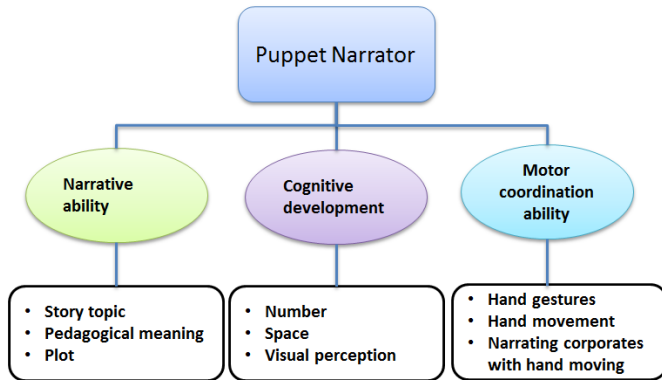 Puppet Narrator
Narrative
ability
Cognitive
development
Motor
coordination
ability
• Story topic
• Pedagogical meaning
• Plot
• Number
• Space
• Visual perception
• Hand gestures
• Hand movement
• Narrating corporates
with hand moving